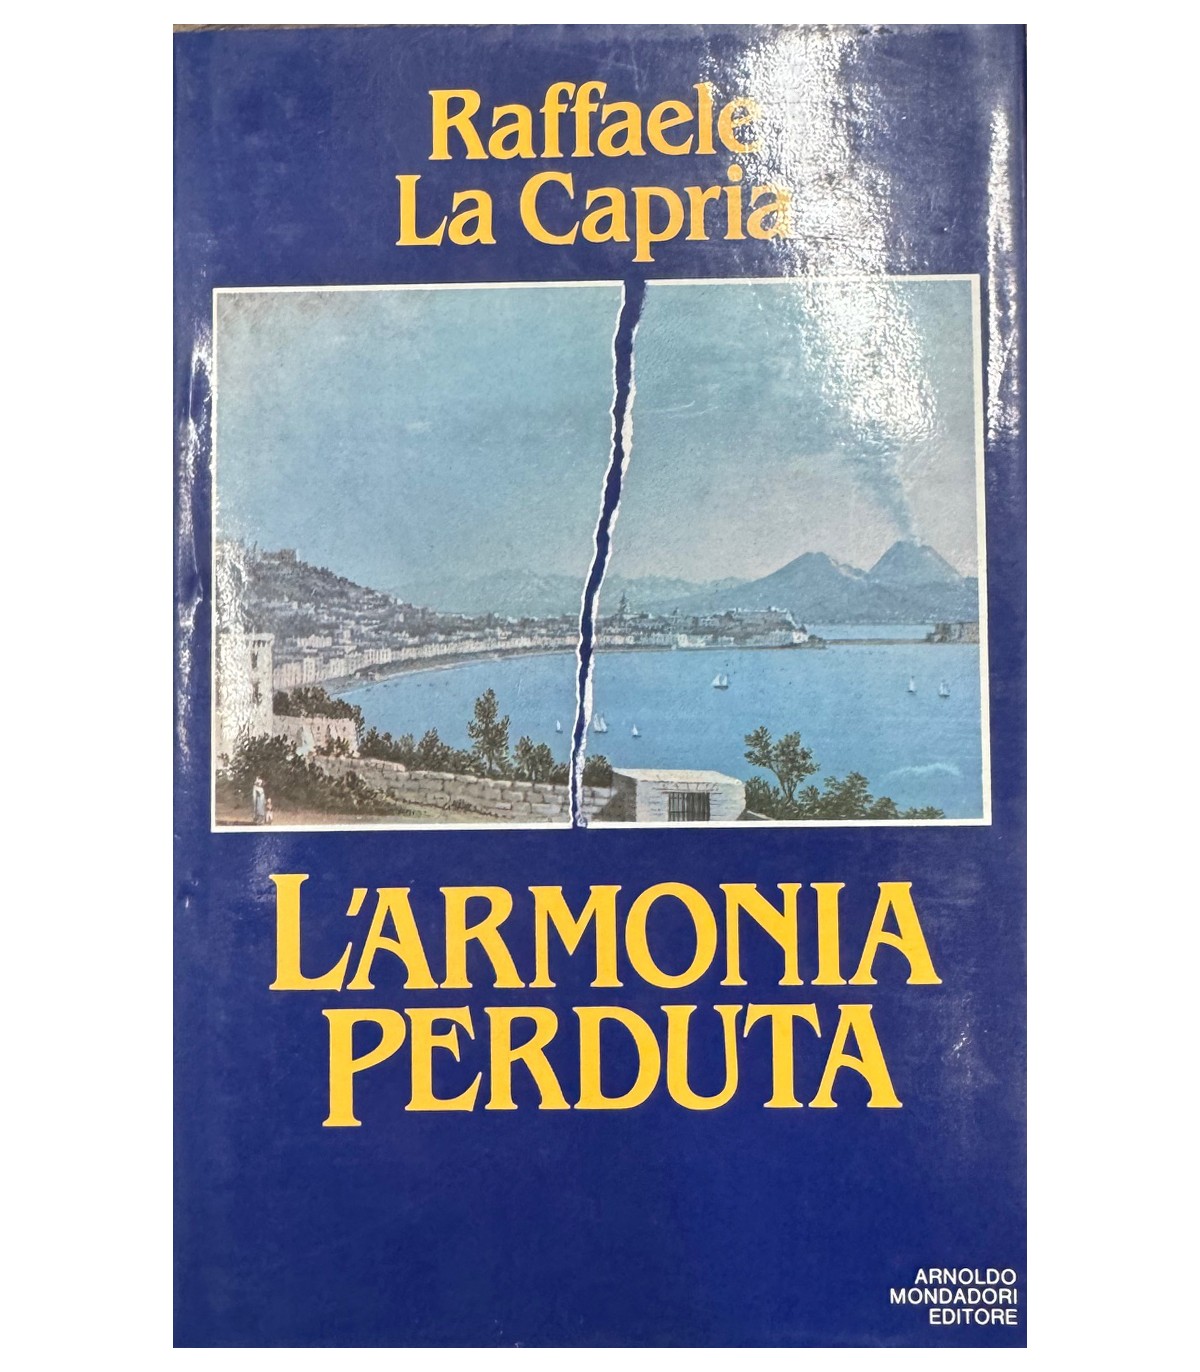 Raffaele
La Capria
L'ARMONIA
PERDUTA
ARNOLDO
MONDADORI
EDITORE